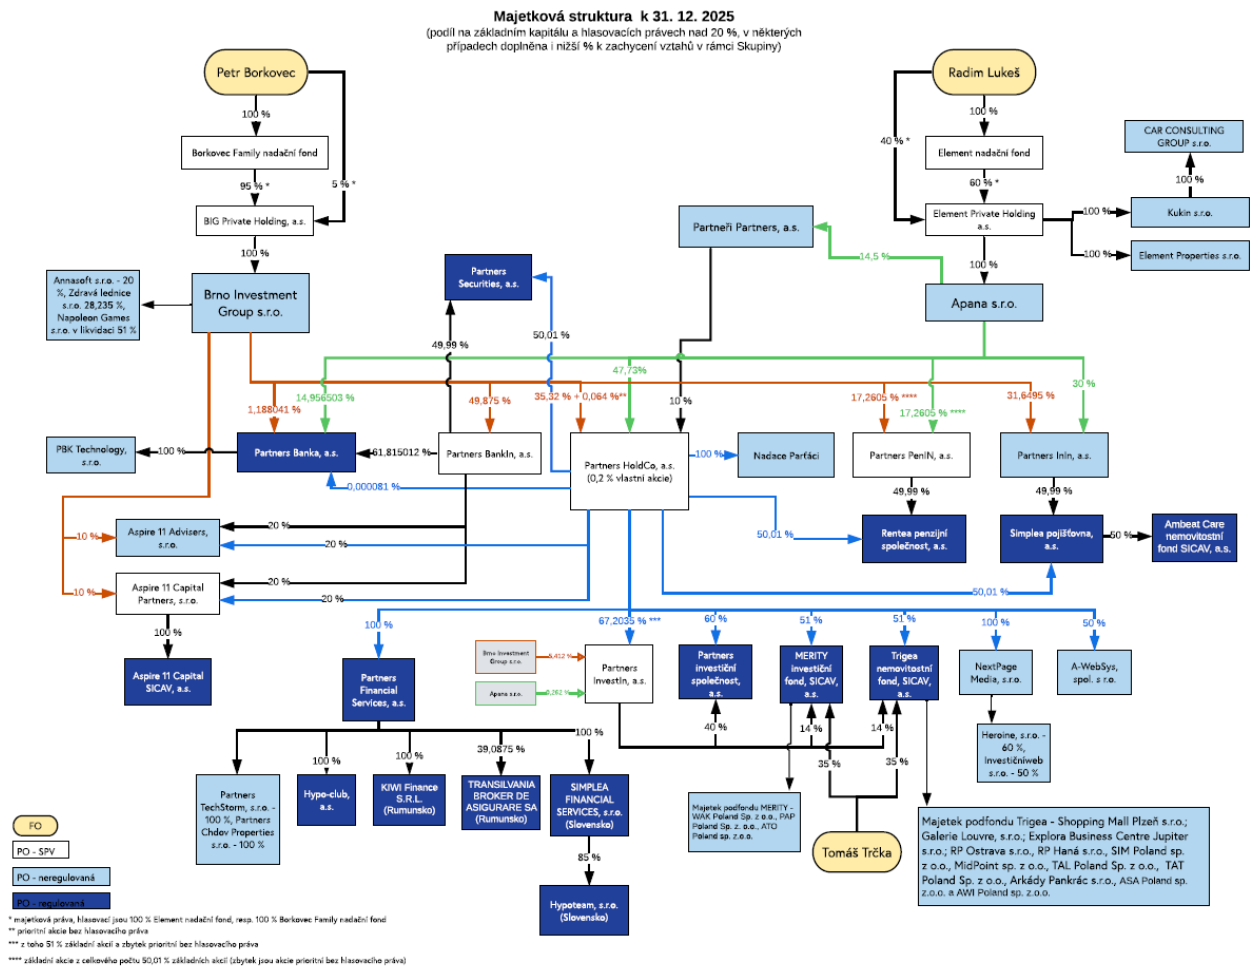 Majetková struktura k 31. 12. 2025
(podíl na základním kapitálu a hlasovacích právech nad 20 %, v některých
případech doplněna i nižší % k zachycení vztahů v rámci Skupiny)
Petr Borkovec
Radim Lukeš
100 %
100 %
40 % *
5 % *
Borkovec Family nadační fond
Element nadační fond
CAR CONSULTING
GROUP s.r.o.
95 % *
60 % *
100 %
BIG Private Holding, a.s.
Partneři Partners, a.s.
Element Private Holding
a.s.
100 %
Kukin s.r.o.
100 %
14,5 %
100 %
100 %
Element Properties s.r.o.
Annasoft s.r.o. - 20
%, Zdravá lednice
s.r.o. 28,235 %,
Napoleon Games
s.r.o. v likvidaci 51 %
Brno Investment
Group s.r.o.
Partners
Securities, a.s.
Apana s.r.o.
49,99 %
50,01 %
47,73%
30 %
14,956503 %
1,188041 %
49,875 %
35,32 % + 0,064 %**
10 %
17,2605 % ****
17,2605 % ****
31,6495 %
PBK Technology,
s.r.o.
100 %
Partners Banka, a.s.
61,815012 %
Partners BankIn, a.s.
Partners HoldCo, a.s.
(0,2 % vlastní akcie)
100 %
Nadace Parťáci
Partners PenIN, a.s.
Partners InIn, a.s.
0,000081 %
49,99 %
49,99 %
10 %
Aspire 11 Advisers,
s.r.o.
20 %
20 %
50,01 %
Rentea penzijní
společnost, a.s.
Simplea pojišťovna,
a.s.
50 %
Ambeat Care
nemovitostní
fond SICAV, a.s.
10 %
Aspire 11 Capital
Partners, s.r.o.
20 %
20 %
50,01 %
100 %
100 %
67,2035 % ***
60 %
51 %
51 %
100 %
50 %
Aspire 11 Capital
SICAV, a.s.
Partners
Financial
Services, a.s.
Brno Investment
Group s.r.o.
5,412 %
Apana s.r.o.
Partners
InvestIn, a.s.
Partners
investiční
společnost,
a.s.
MERITY
investiční
fond, SICAV,
a.s.
Trigea
nemovitostní
fond, SICAV,
a.s.
NextPage
Media, s.r.o.
A-WebSys,
spol. s r.o.
100 %
100 %
39,0875 %
100 %
40 %
14 %
14 %
35 %
35 %
Heroine, s.r.o. -
60 %,
Investičníweb
s.r.o. - 50 %
Partners
TechStorm, s.r.o. -
100 %, Partners
Chdov Properties
s.r.o. - 100 %
Hypo-club,
a.s.
KIWI Finance
S.R.L.
(Rumunsko)
TRANSILVANIA
BROKER DE
ASIGURARE SA
(Rumunsko)
SIMPLEA
FINANCIAL
SERVICES, s.r.o.
(Slovensko)
Majetek podfondu MERITY -
WAK Poland Sp. z o.o., PAP
Poland Sp. z. o.o., ATO
Poland sp. z.o.o.
Tomáš Trčka
Majetek podfondu Trigea - Shopping Mall Plzeň s.r.o.;
Galerie Louvre, s.r.o.; Explora Business Centre Jupiter
s.r.o.; RP Ostrava s.r.o., RP Haná s.r.o., SIM Poland sp.
z o.o., MidPoint sp. z o.o., TAL Poland Sp. z o.o., TAT
Poland Sp. z o.o., Arkády Pankrác s.r.o., ASA Poland sp.
z.o.o. a AWI Poland sp. z.o.o.
85 %
Hypoteam, s.r.o.
(Slovensko)
FO
PO - SPV
PO - neregulovaná
PO - regulovaná
* majetková práva, hlasovací jsou 100 % Element nadační fond, resp. 100 % Borkovec Family nadační fond
** prioritní akcie bez hlasovacího práva
*** z toho 51 % základní akcií a zbytek prioritní bez hlasovacího práva
**** základní akcie z celkového počtu 50,01 % základních akcií (zbytek jsou akcie prioritní bez hlasovacího práva)